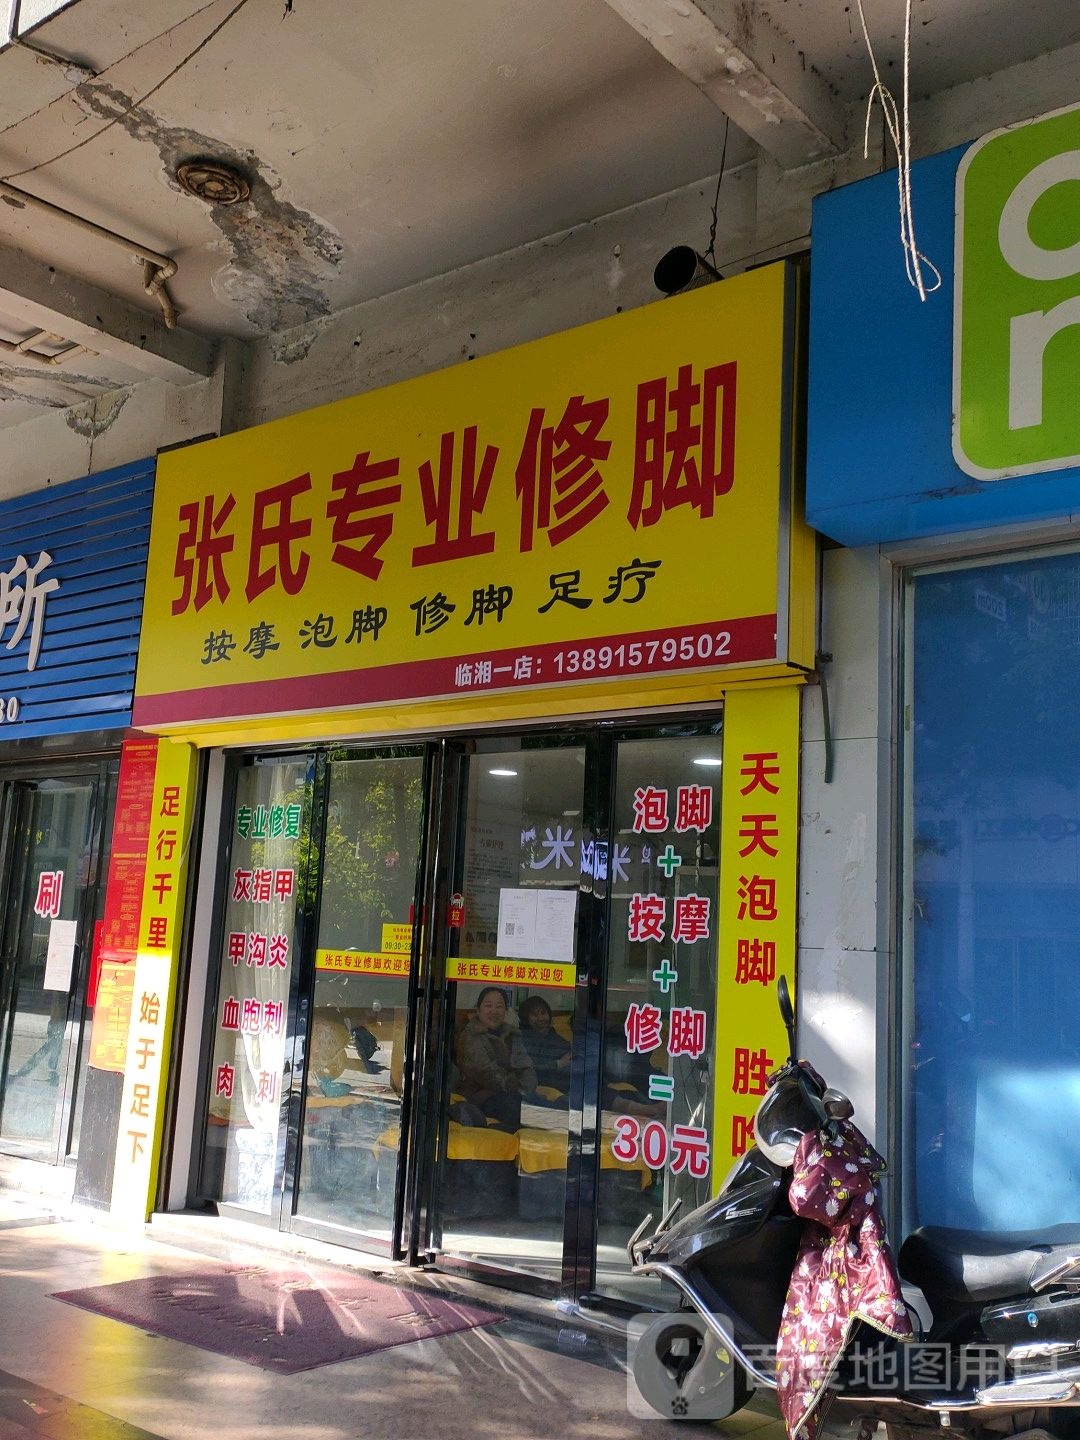 张氏专业修脚
按摩 泡脚 修脚 足疗
临湘一店：13891579502
所
刷
足行千里 始于足下
专业修复
灰指甲
甲沟炎
血胞刺
肉刺
张氏专业修脚欢迎您
张氏专业修脚欢迎您
拉
泡脚
+
按摩
+
修脚
=
30元
天天泡脚 胜
百度地图用户